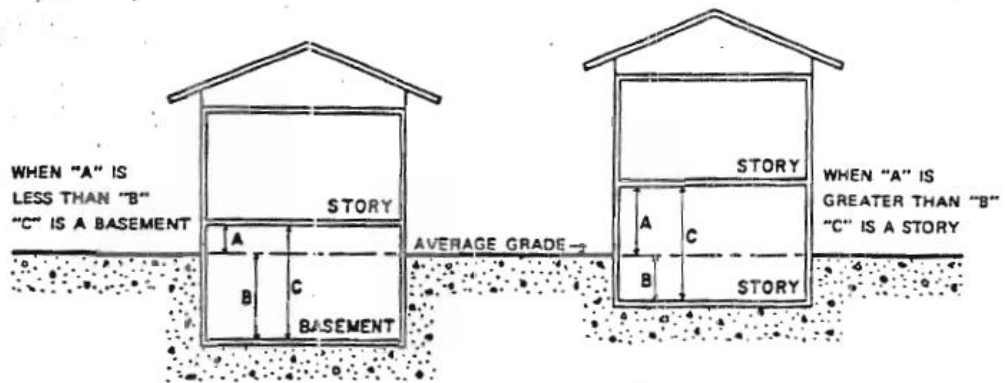 WHEN "A" IS
LESS THAN "B"
"C" IS A BASEMENT
STORY
A
B
C
BASEMENT
AVERAGE GRADE→
STORY
A
C
B
STORY
WHEN "A" IS
GREATER THAN "B"
"C" IS A STORY